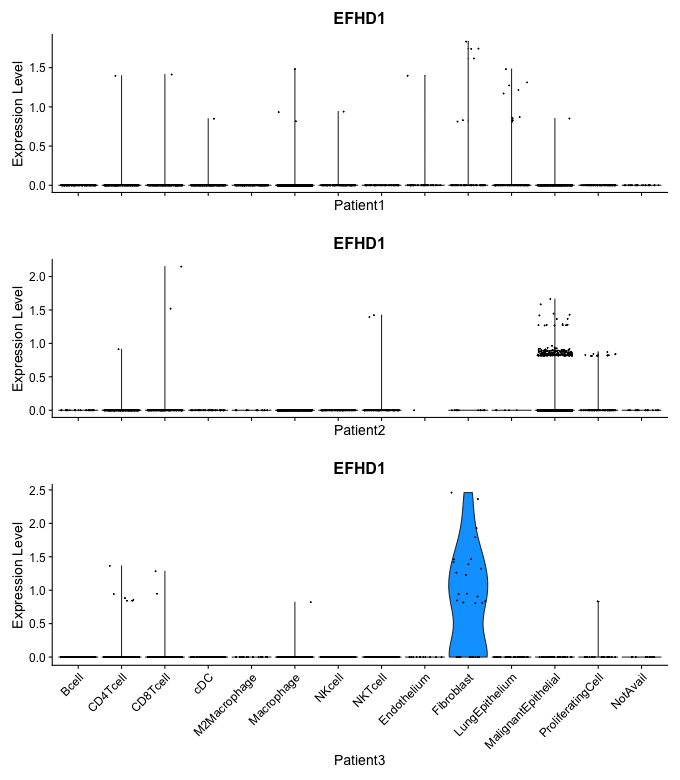 EFHD1
Expression Level
1.5
1.0
0.5
0.0
Patient1
EFHD1
Expression Level
2.0
1.5
1.0
0.5
0.0
Patient2
EFHD1
Expression Level
2.5
2.0
1.5
1.0
0.5
0.0
Bcell
CD4Tcell
CD8Tcell
cDC
M2Macrophage
Macrophage
NKcell
NKTcell
Endothelium
Fibroblast
LungEpithelium
MalignantEpithelial
ProliferatingCell
NotAvail
Patient3